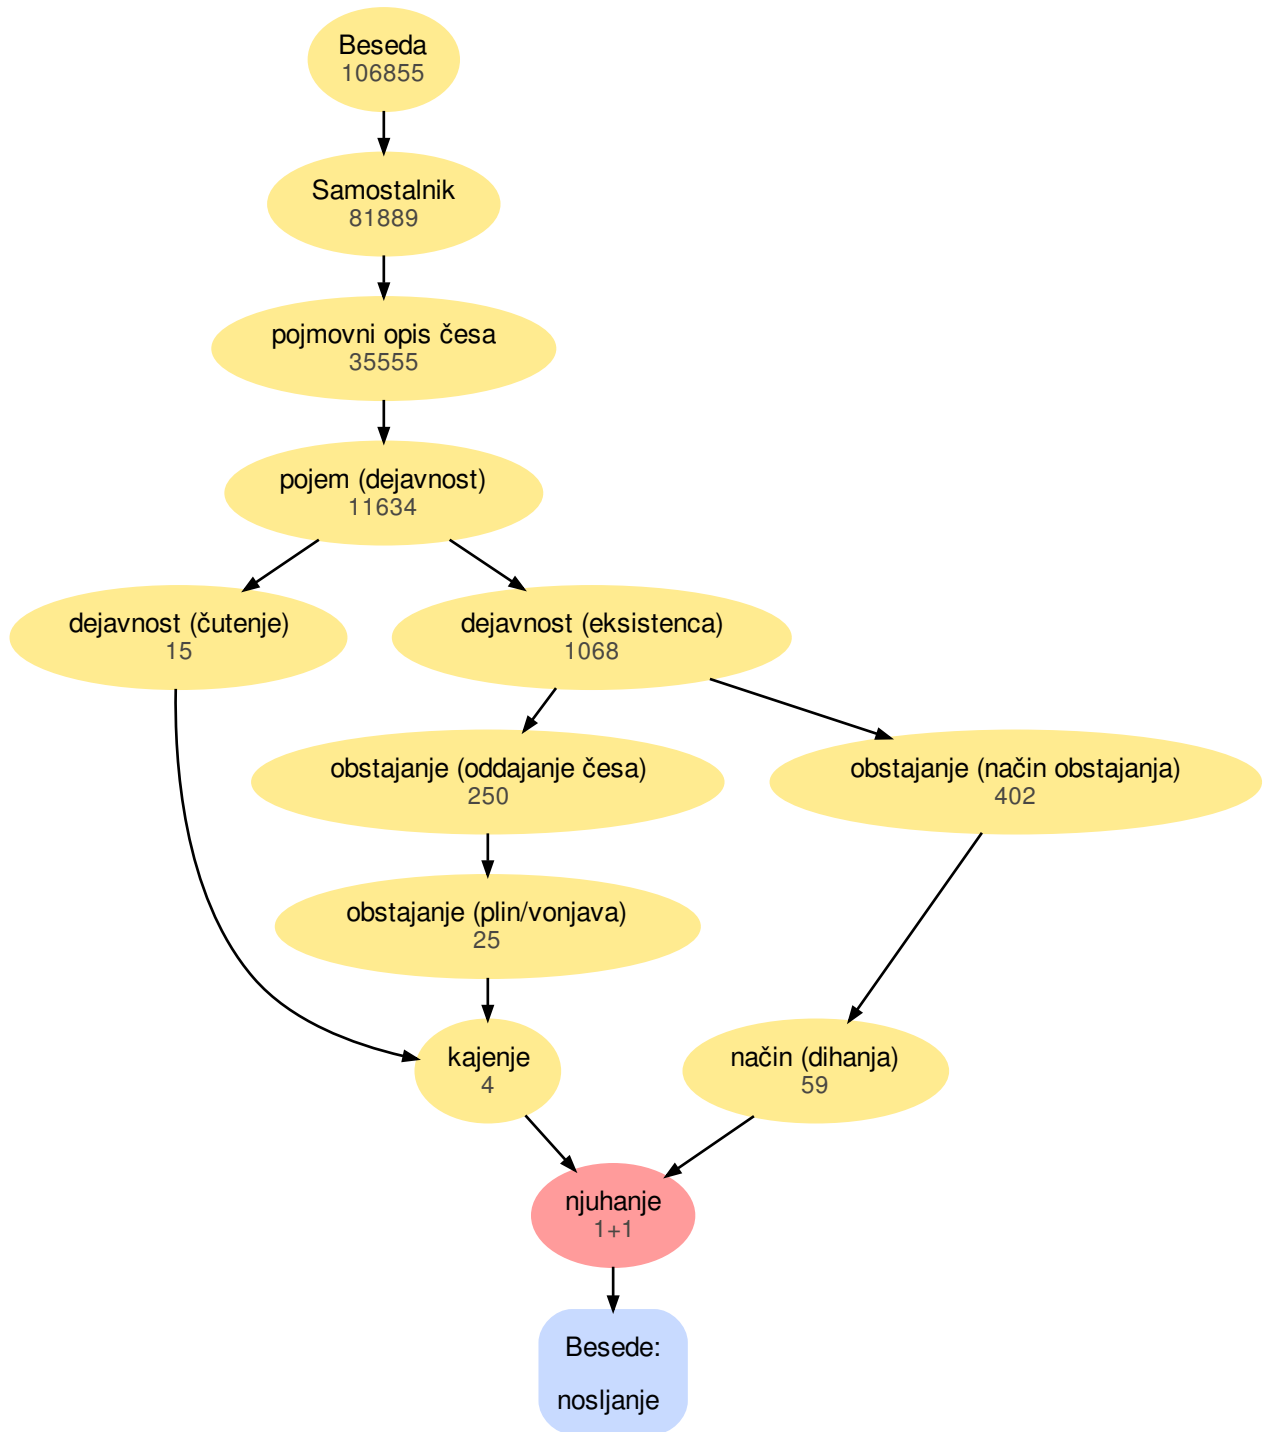 Beseda
106855
Samostalnik
81889
pojmovni opis česa
35555
pojem (dejavnost)
11634
dejavnost (čutenje)
15
dejavnost (eksistenca)
1068
obstajanje (oddajanje česa)
250
obstajanje (način obstajanja)
402
obstajanje (plin/vonjava)
25
kajenje
4
način (dihanja)
59
njuhanje
1+1
Besede:
nosljanje